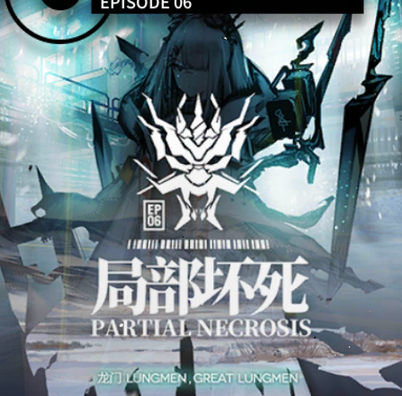 EPISODE 06
EP
06
局部坏死
PARTIAL NECROSIS
龙门 LUNGMEN, GREAT LUNGMEN